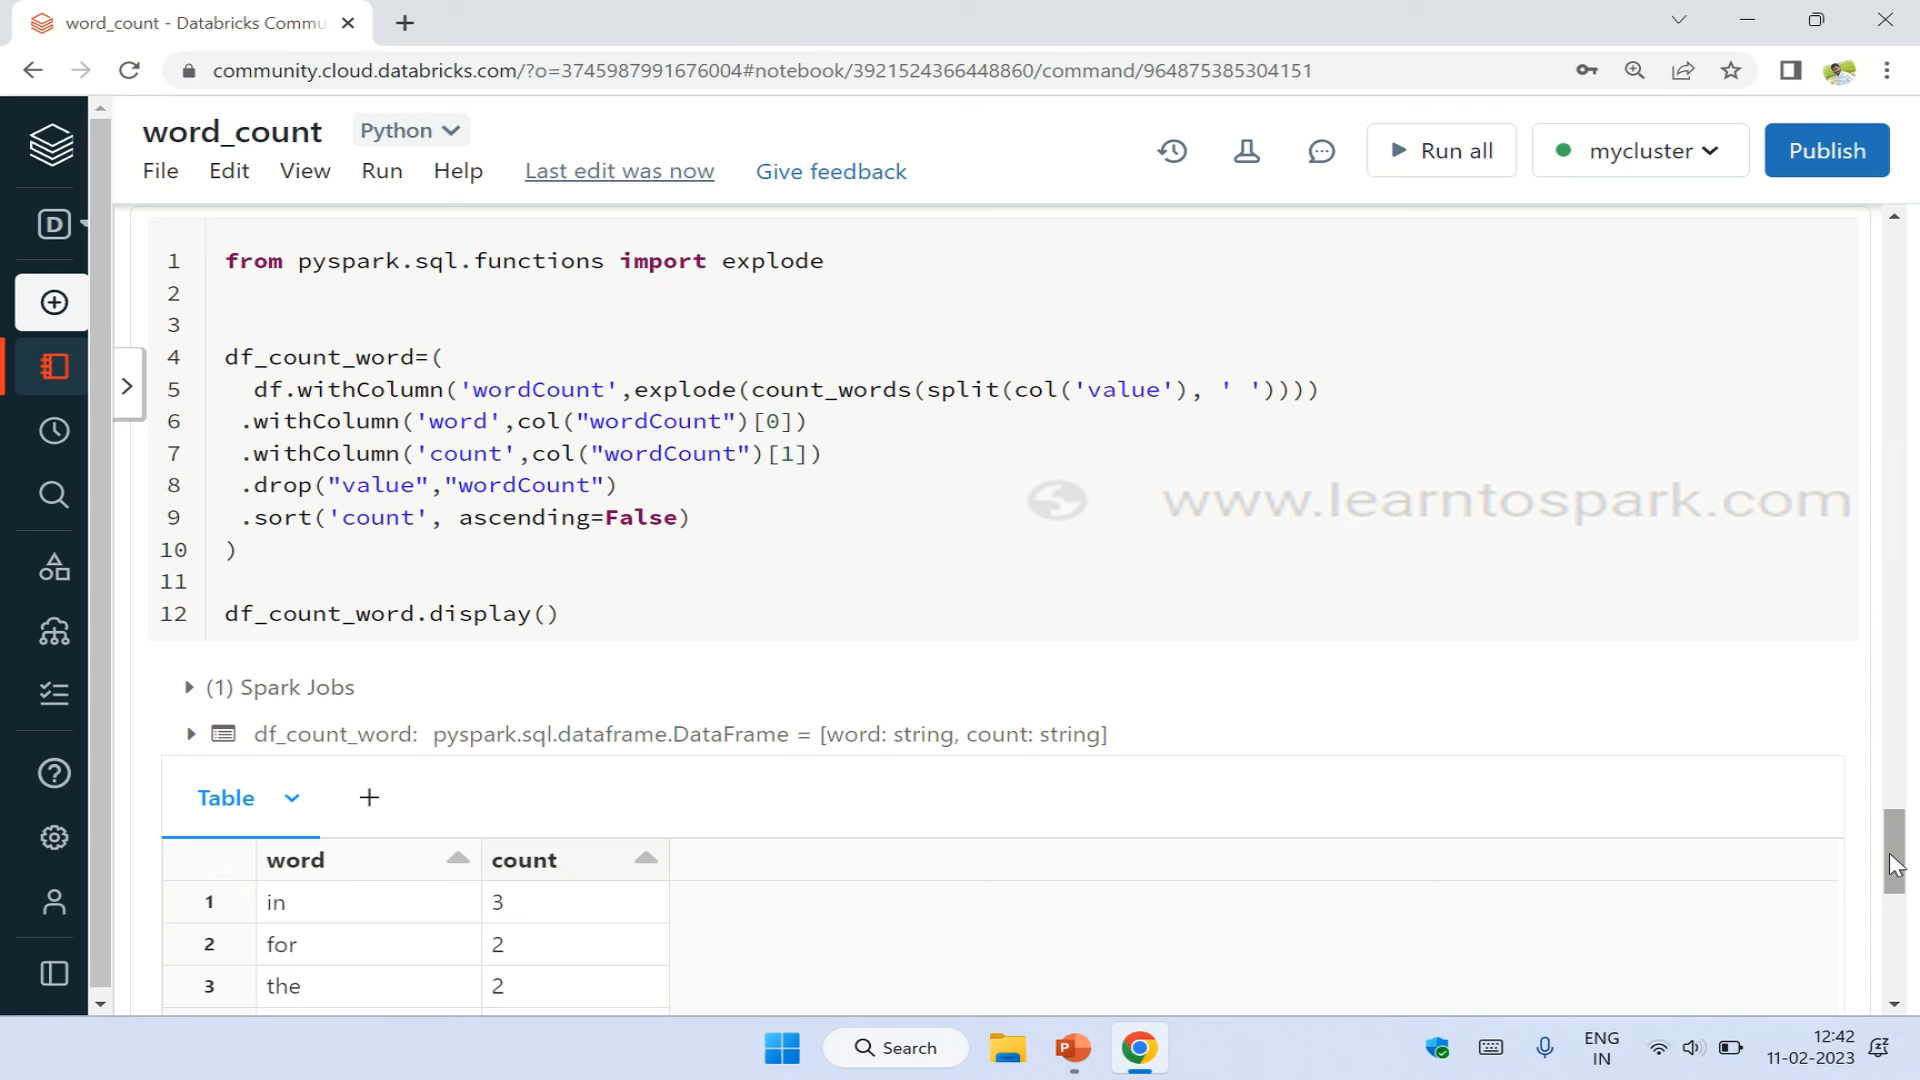 word_count - Databricks Commu
community.cloud.databricks.com/?o=3745987991676004#notebook/3921524366448860/command/964875385304151
word_count Python
File Edit View Run Help Last edit was now Give feedback
Run all mycluster Publish
D
1 from pyspark.sql.functions import explode
2
3
4 df_count_word=(
5 df.withColumn('wordCount',explode(count_words(split(col('value'), ' '))))
6 .withColumn('word',col("wordCount")[0])
7 .withColumn('count',col("wordCount")[1])
8 .drop("value","wordCount")
9 .sort('count', ascending=False)
10 )
11
12 df_count_word.display()
www.learntospark.com
(1) Spark Jobs
df_count_word: pyspark.sql.dataframe.DataFrame = [word: string, count: string]
Table +
word count
1 in 3
2 for 2
3 the 2
Search
P
ENG
IN
12:42
11-02-2023